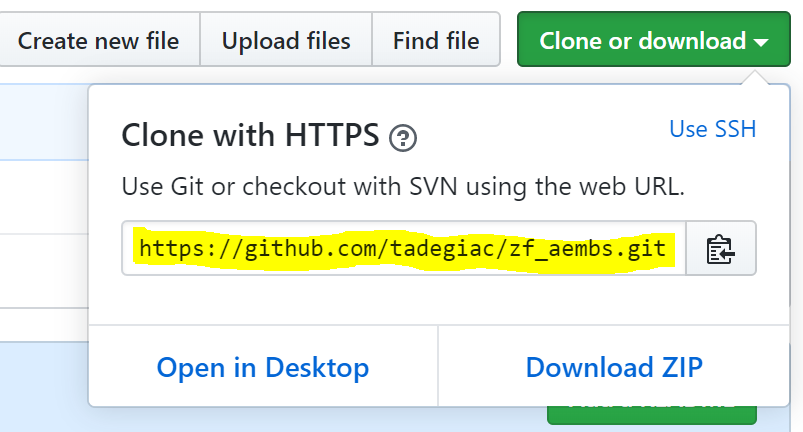 Create new file Upload files Find file Clone or download
Clone with HTTPS ? Use SSH
Use Git or checkout with SVN using the web URL.
https://github.com/tadegiac/zf_aembs.git
Open in Desktop Download ZIP